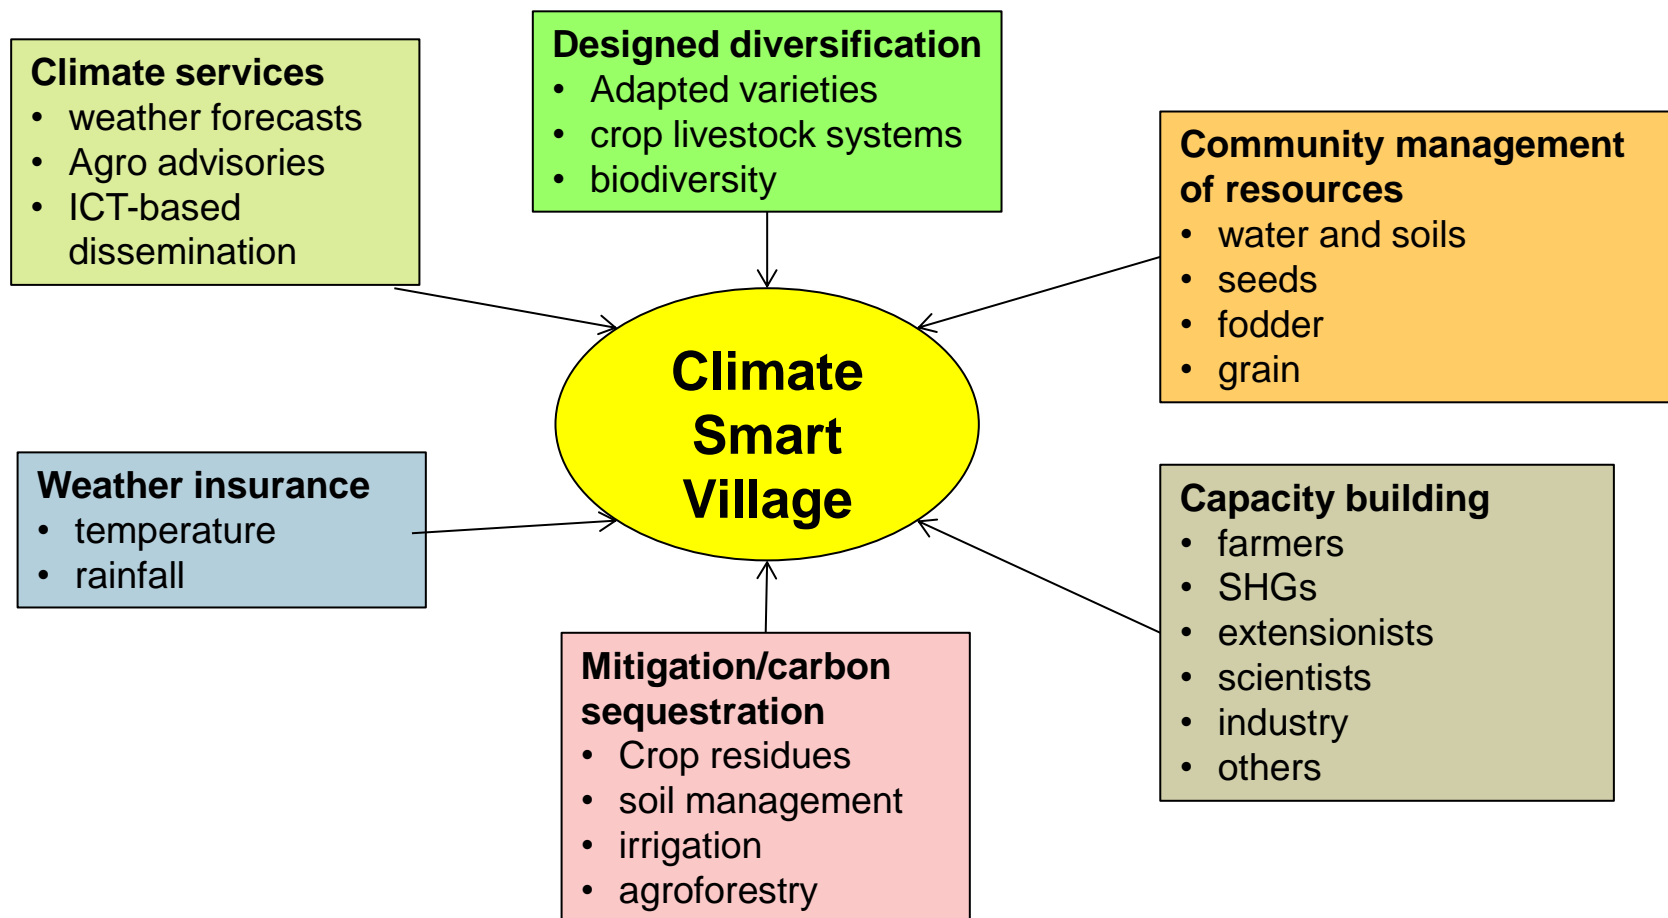 Climate services
• weather forecasts
• Agro advisories
• ICT-based
dissemination
Designed diversification
• Adapted varieties
• crop livestock systems
• biodiversity
Community management
of resources
• water and soils
• seeds
• fodder
• grain
Climate
Smart
Village
Weather insurance
• temperature
• rainfall
Capacity building
• farmers
• SHGs
• extensionists
• scientists
• industry
• others
Mitigation/carbon
sequestration
• Crop residues
• soil management
• irrigation
• agroforestry